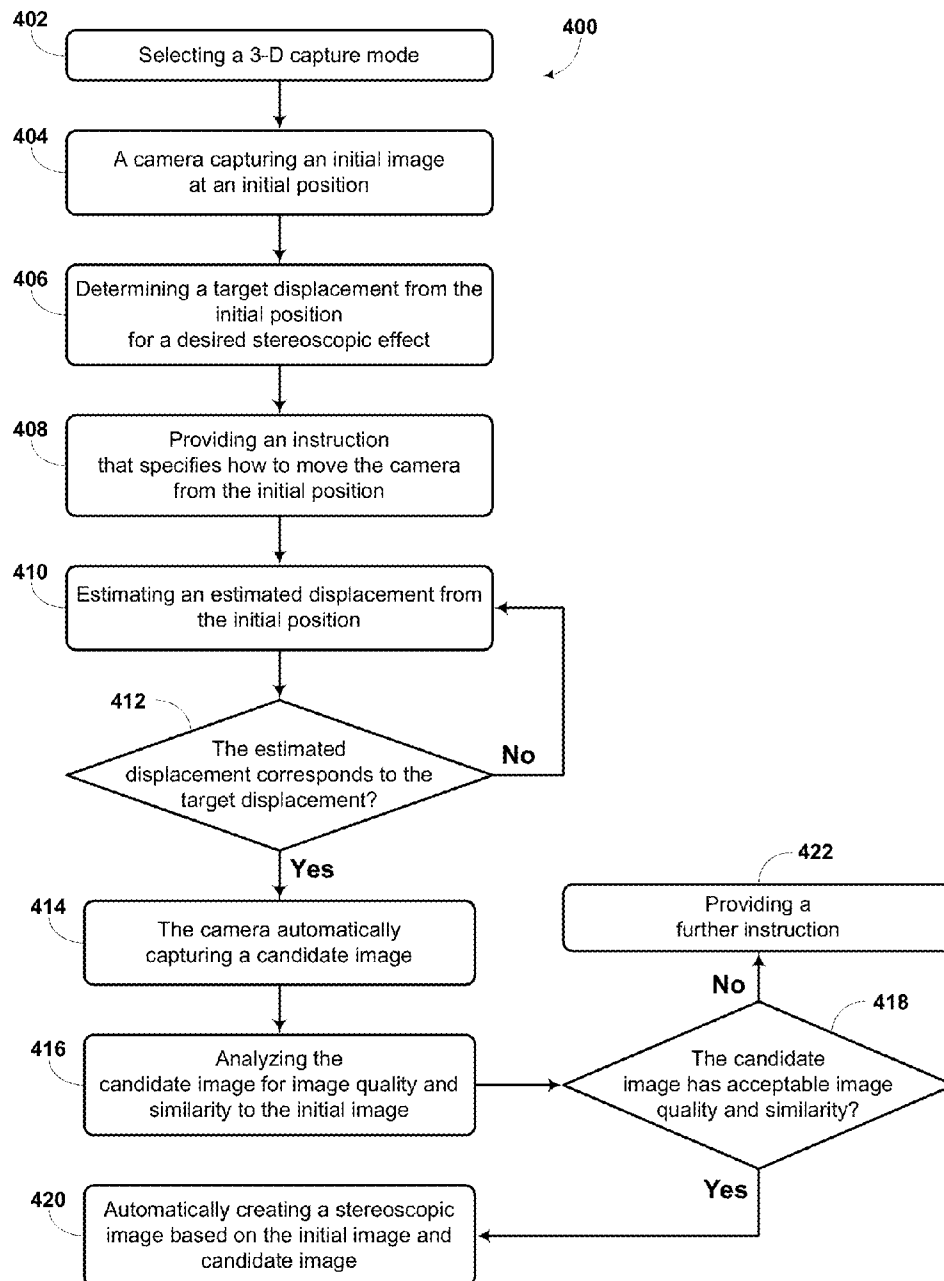 402
Selecting a 3-D capture mode
400
404
A camera capturing an initial image
at an initial position
406
Determining a target displacement from the
initial position
for a desired stereoscopic effect
408
Providing an instruction
that specifies how to move the camera
from the initial position
410
Estimating an estimated displacement from
the initial position
412
The estimated
displacement corresponds to the
target displacement?
No
Yes
414
The camera automatically
capturing a candidate image
416
Analyzing the
candidate image for image quality and
similarity to the initial image
418
The candidate
image has acceptable image
quality and similarity?
No
422
Providing a
further instruction
Yes
420
Automatically creating a stereoscopic
image based on the initial image and
candidate image